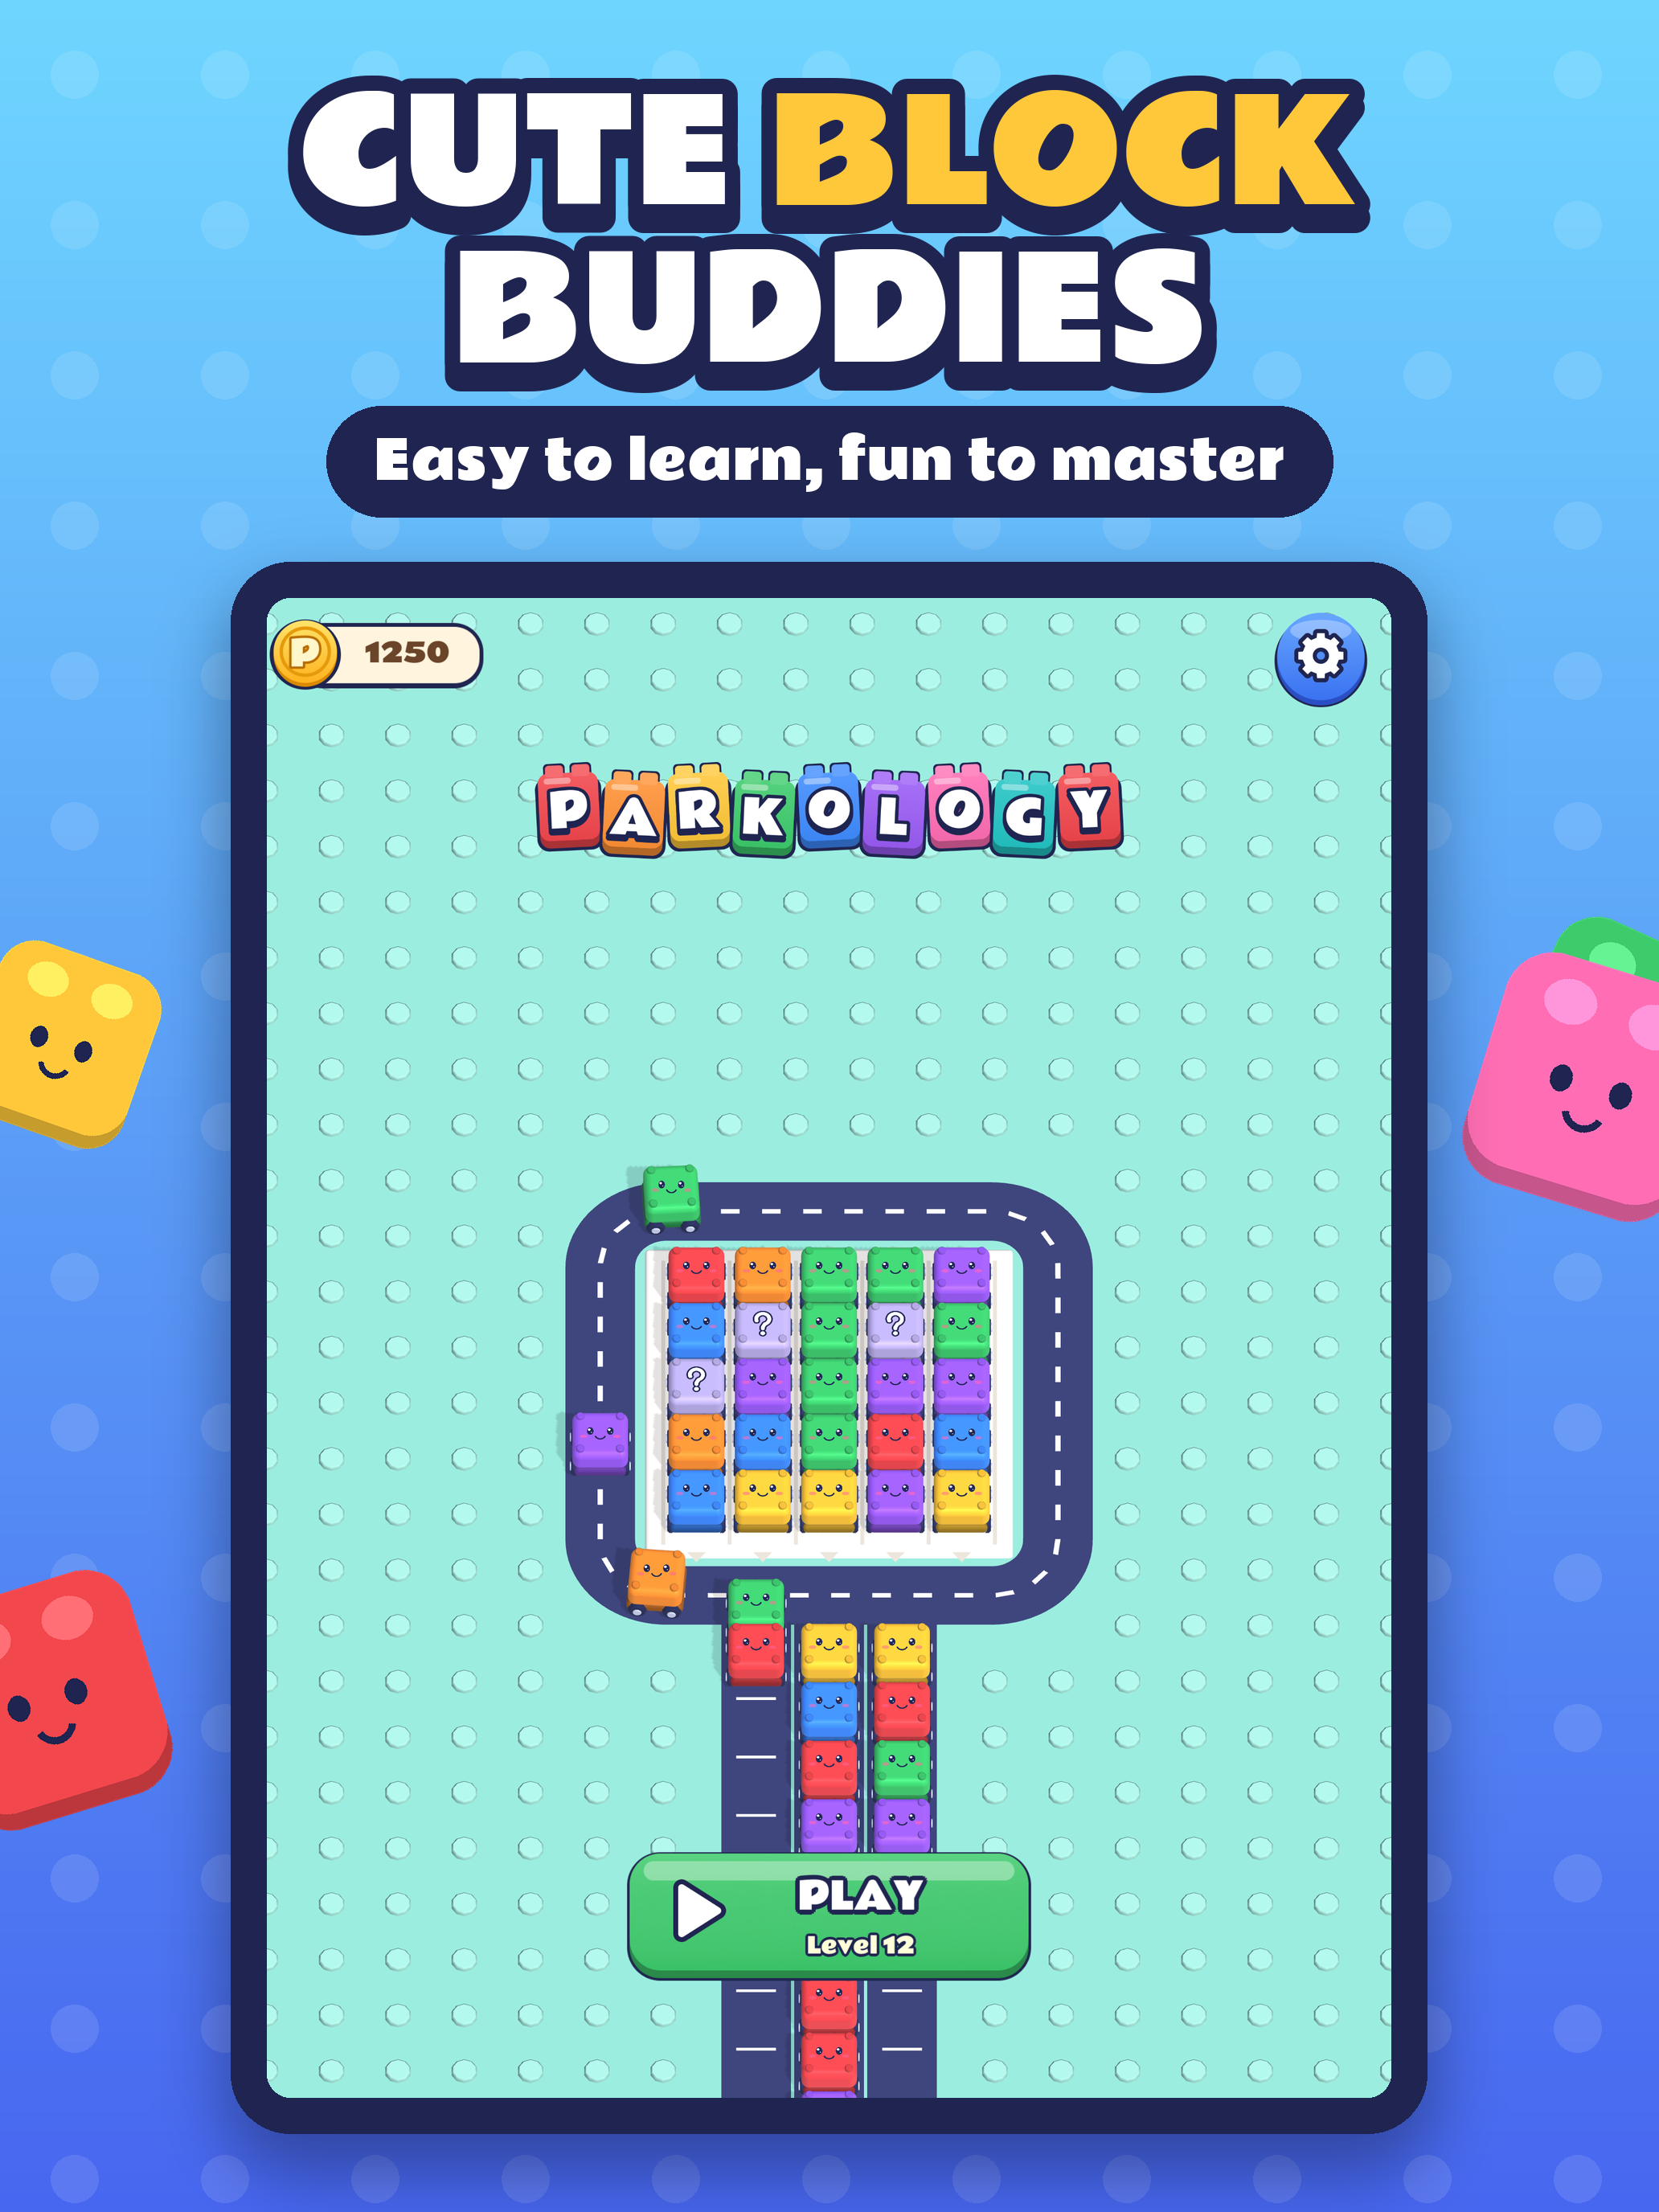 CUTE BLOCK
BUDDIES
Easy to learn, fun to master
P 1250
PARKOLOGY
? ?
?
PLAY
Level 12